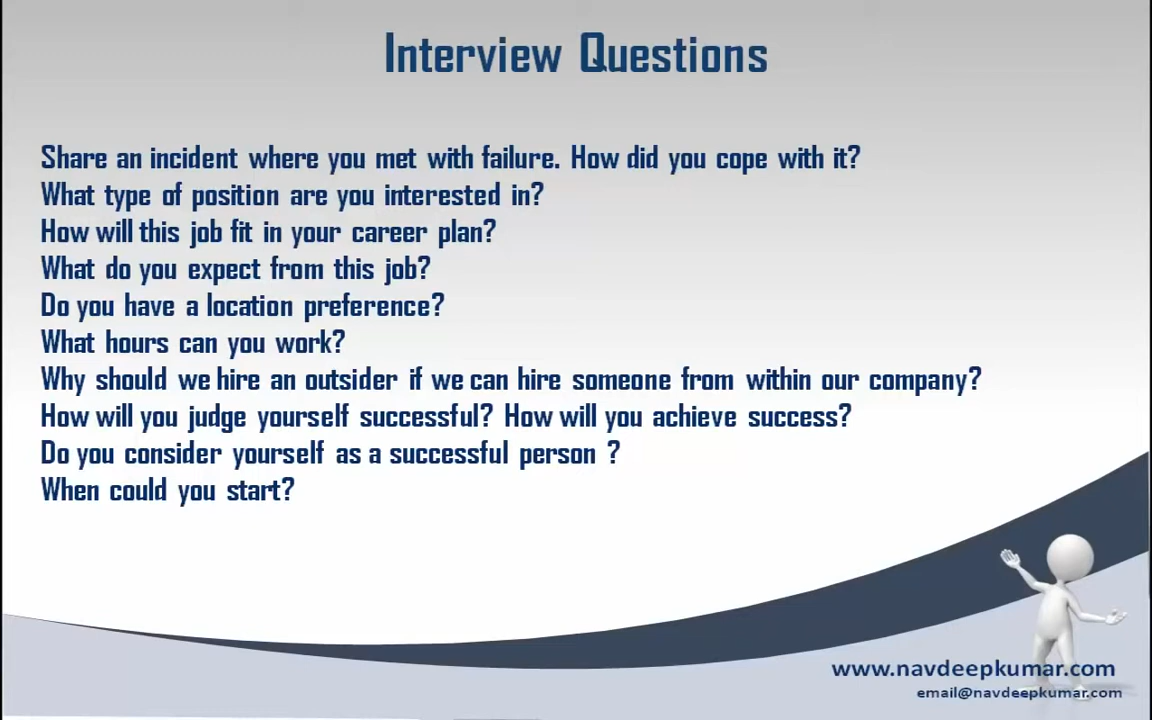 Interview Questions
Share an incident where you met with failure. How did you cope with it?
What type of position are you interested in?
How will this job fit in your career plan?
What do you expect from this job?
Do you have a location preference?
What hours can you work?
Why should we hire an outsider if we can hire someone from within our company?
How will you judge yourself successful? How will you achieve success?
Do you consider yourself as a successful person ?
When could you start?
www.navdeepkumar.com
email@navdeepkumar.com